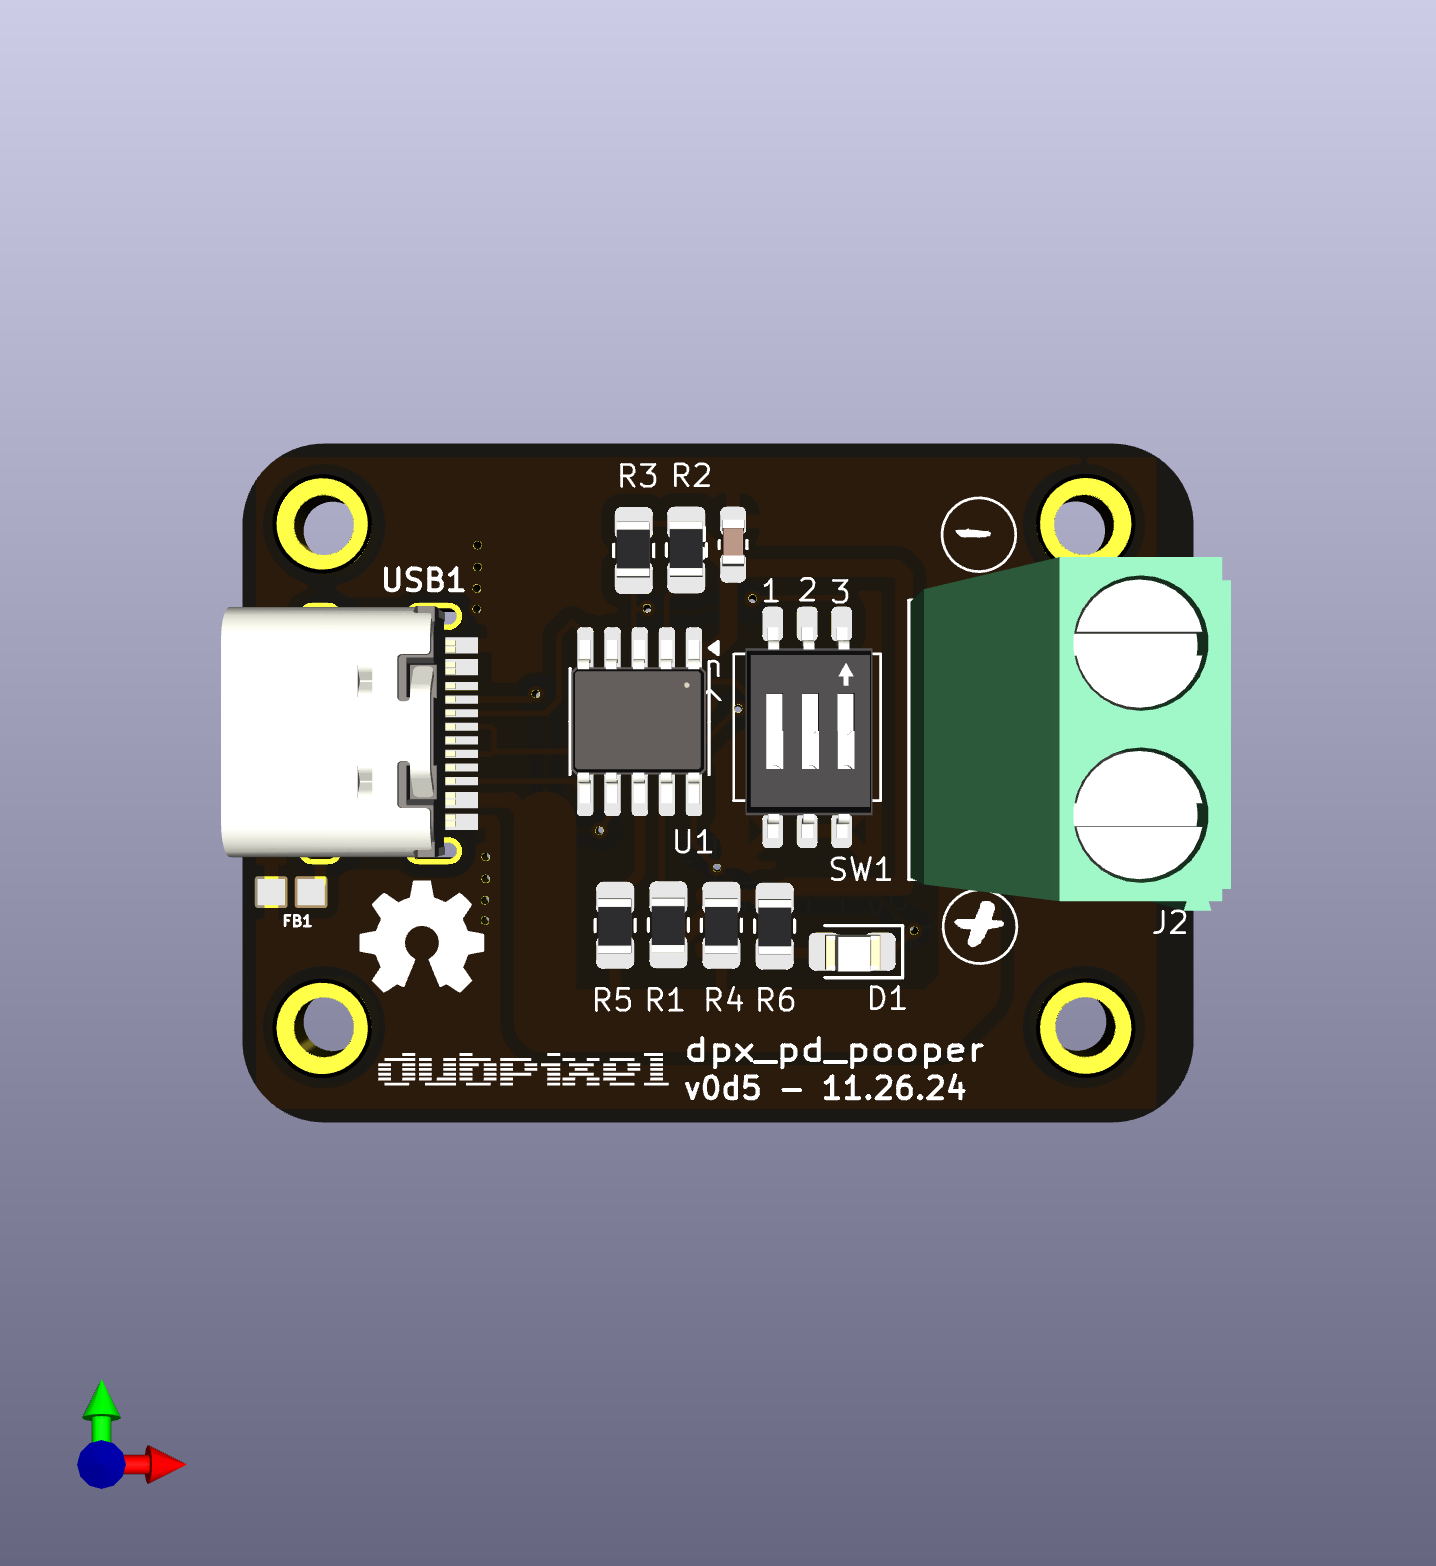 R3 R2
-
USB1
1 2 3
U1
SW1
FB1
+
J2
R5 R1 R4 R6
D1
dubpixel
dpx_pd_pooper
v0d5 - 11.26.24